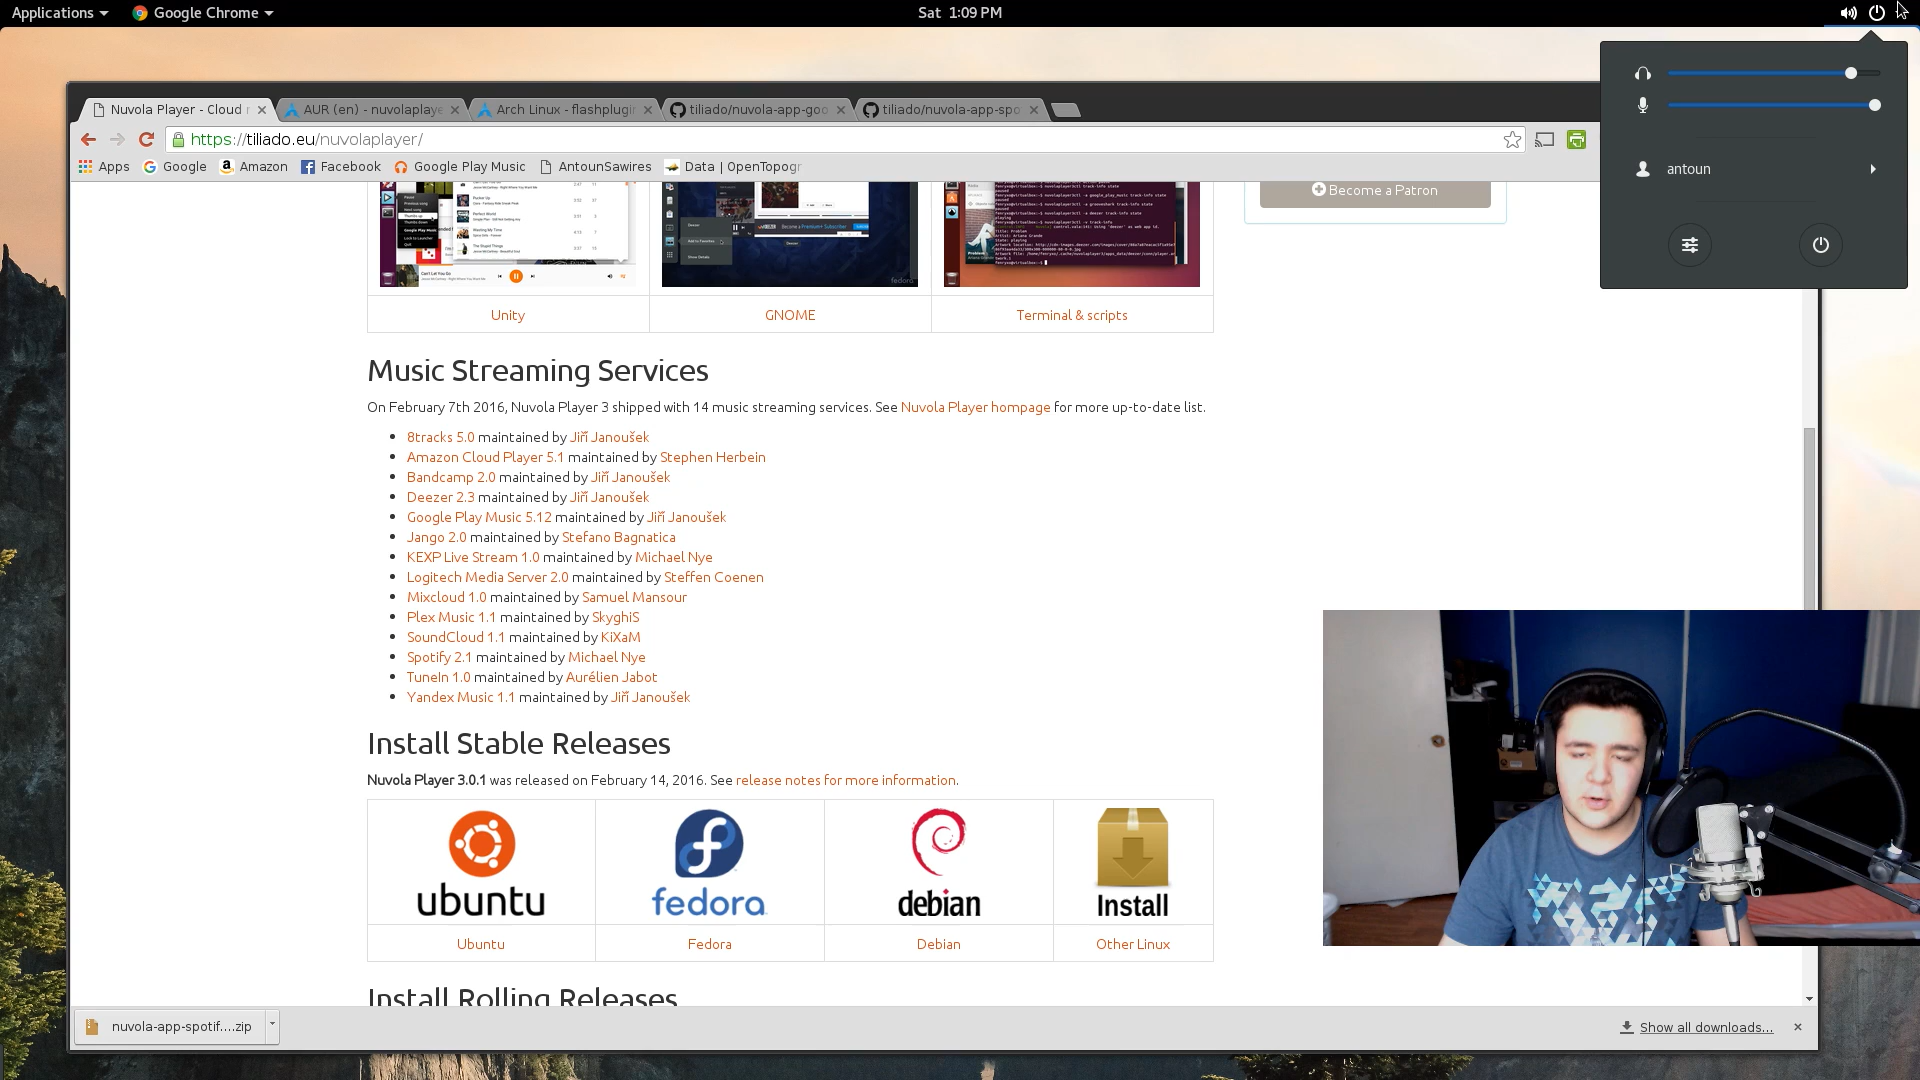 Applications
Google Chrome
Sat 1:09 PM
antoun
Nuvola Player - Cloud
AUR (en) - nuvolaplaye
Arch Linux - flashplugi
tiliado/nuvola-app-goo
tiliado/nuvola-app-spo
https://tiliado.eu/nuvolaplayer/
Apps
Google
Amazon
Facebook
Google Play Music
AntounSawires
Data | OpenTopogr
Become a Patron
Unity
GNOME
Terminal & scripts
Music Streaming Services
On February 7th 2016, Nuvola Player 3 shipped with 14 music streaming services. See Nuvola Player hompage for more up-to-date list.
8tracks 5.0 maintained by Jiří Janoušek
Amazon Cloud Player 5.1 maintained by Stephen Herbein
Bandcamp 2.0 maintained by Jiří Janoušek
Deezer 2.3 maintained by Jiří Janoušek
Google Play Music 5.12 maintained by Jiří Janoušek
Jango 2.0 maintained by Stefano Bagnatica
KEXP Live Stream 1.0 maintained by Michael Nye
Logitech Media Server 2.0 maintained by Steffen Coenen
Mixcloud 1.0 maintained by Samuel Mansour
Plex Music 1.1 maintained by SkyghiS
SoundCloud 1.1 maintained by KiXaM
Spotify 2.1 maintained by Michael Nye
TuneIn 1.0 maintained by Aurélien Jabot
Yandex Music 1.1 maintained by Jiří Janoušek
Install Stable Releases
Nuvola Player 3.0.1 was released on February 14, 2016. See release notes for more information.
ubuntu
fedora
debian
Install
Ubuntu
Fedora
Debian
Other Linux
Install Rolling Releases
nuvola-app-spotif....zip
Show all downloads...